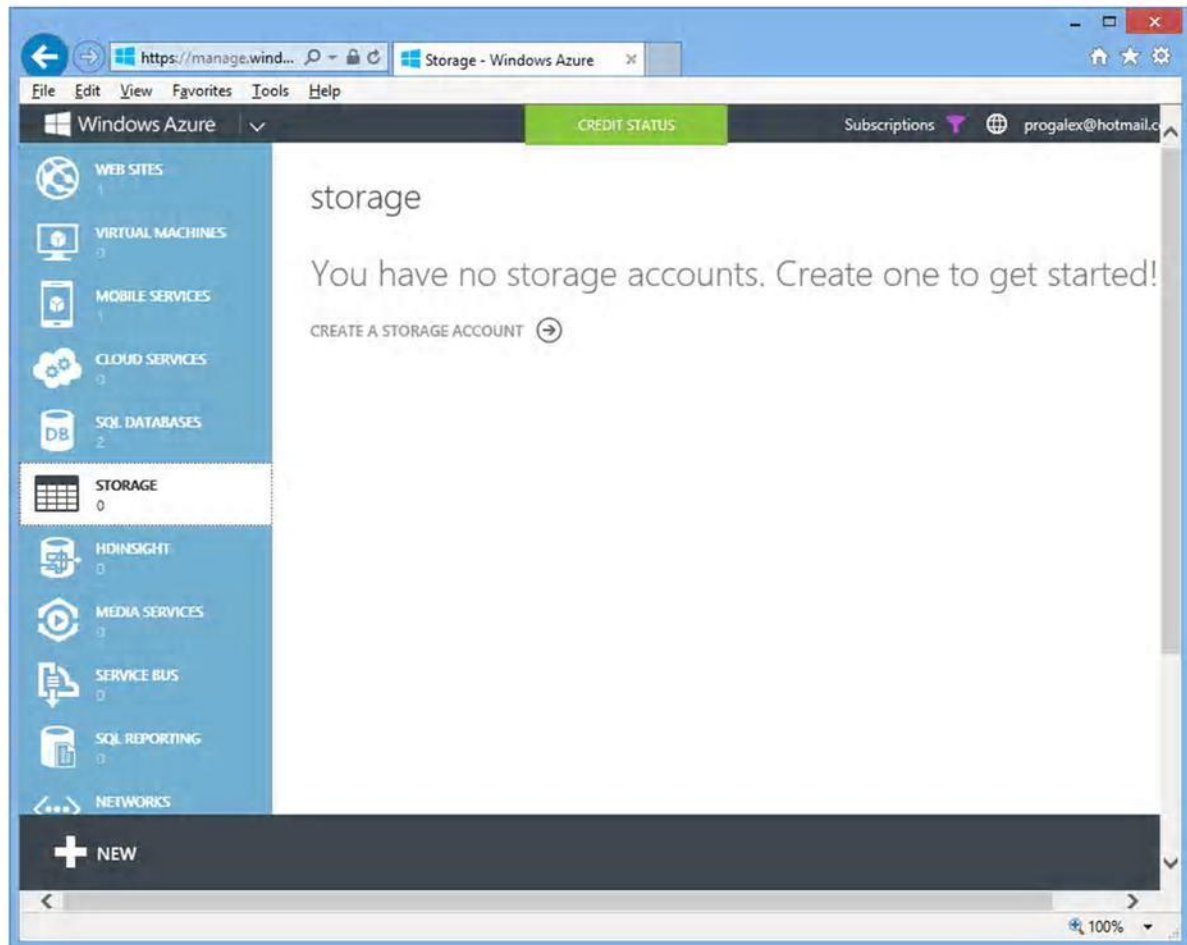 https://manage.wind...
Storage - Windows Azure
File Edit View Favorites Tools Help
Windows Azure
CREDIT STATUS
Subscriptions
progalex@hotmail.c
WEB SITES
1
VIRTUAL MACHINES
0
MOBILE SERVICES
1
CLOUD SERVICES
0
SQL DATABASES
2
STORAGE
0
HDINSIGHT
0
MEDIA SERVICES
0
SERVICE BUS
0
SQL REPORTING
0
NETWORKS
storage
You have no storage accounts. Create one to get started!
CREATE A STORAGE ACCOUNT
NEW
100%